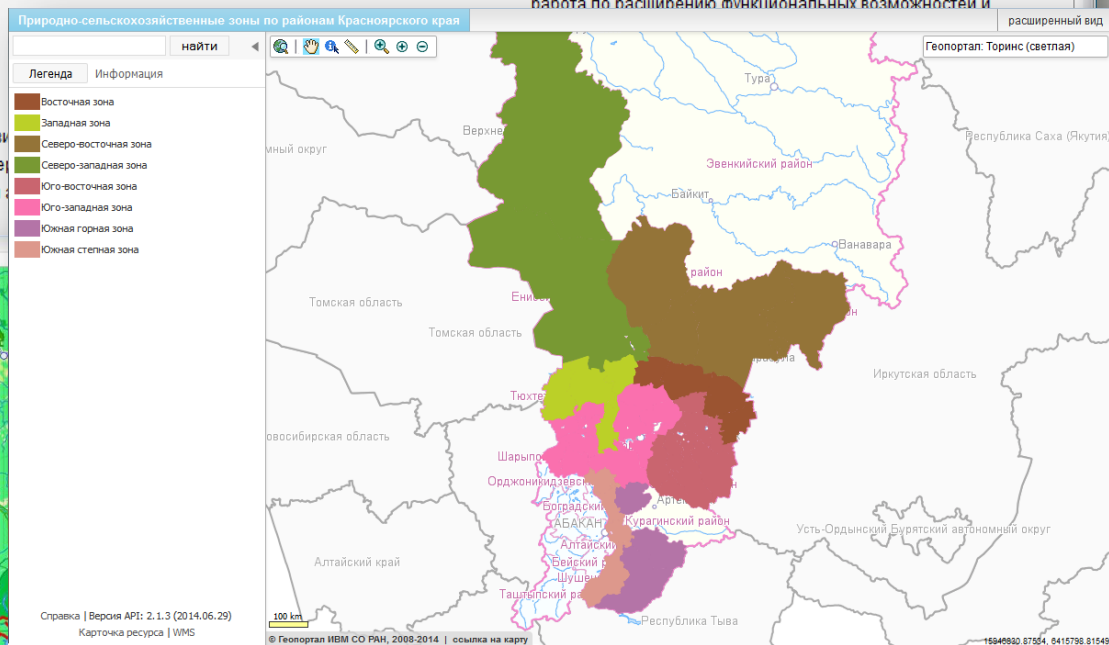 работа по расширению функциональных возможностей и
Природно-сельскохозяйственные зоны по районам Красноярского края
расширенный вид
найти
Геопортал: Торинс (светлая)
Легенда Информация
Восточная зона
Западная зона
Северо-восточная зона
Северо-западная зона
Юго-восточная зона
Юго-западная зона
Южная горная зона
Южная степная зона
Тура
Верхне
Республика Саха (Якутия)
мный округ
Эвенкийский район
Байкит
Ванавара
район
Томская область
Томская область
Иркутская область
Тюхте
овосибирская область
Шарыпо
Орджоникидзевск
Боградский
АБАКАН
Курагинский район
Усть-Ордынский Бурятский автономный округ
Алтайский
Алтайский край
Бейский р
Шушен
Таштыпский ра
Республика Тыва
Справка | Версия API: 2.1.3 (2014.06.29)
Карточка ресурса | WMS
100 km
© Геопортал ИВМ СО РАН, 2008-2014 | ссылка на карту